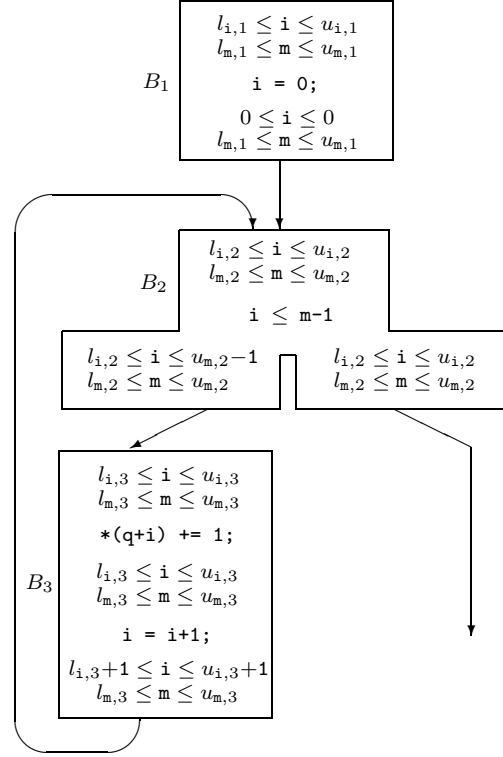 l_{i,1} ≤ i ≤ u_{i,1}
l_{m,1} ≤ m ≤ u_{m,1}
B_1
i = 0;
0 ≤ i ≤ 0
l_{m,1} ≤ m ≤ u_{m,1}
l_{i,2} ≤ i ≤ u_{i,2}
l_{m,2} ≤ m ≤ u_{m,2}
B_2
i ≤ m-1
l_{i,2} ≤ i ≤ u_{m,2}−1
l_{m,2} ≤ m ≤ u_{m,2}
l_{i,2} ≤ i ≤ u_{i,2}
l_{m,2} ≤ m ≤ u_{m,2}
l_{i,3} ≤ i ≤ u_{i,3}
l_{m,3} ≤ m ≤ u_{m,3}
*(q+i) += 1;
l_{i,3} ≤ i ≤ u_{i,3}
l_{m,3} ≤ m ≤ u_{m,3}
B_3
i = i+1;
l_{i,3}+1 ≤ i ≤ u_{i,3}+1
l_{m,3} ≤ m ≤ u_{m,3}